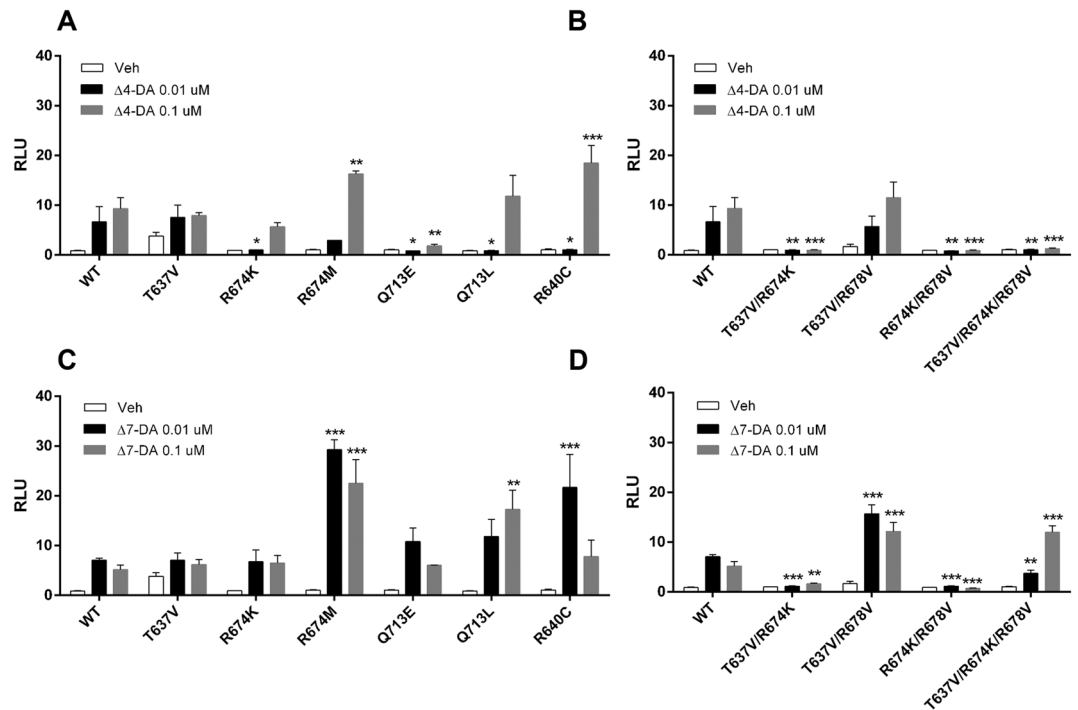 A
40
30
20
10
0
RLU
Veh
Δ4-DA 0.01 uM
Δ4-DA 0.1 uM
* ** * ** * * ***
WT T637V R674K R674M Q713E Q713L R640C
B
40
30
20
10
0
RLU
Veh
Δ4-DA 0.01 uM
Δ4-DA 0.1 uM
** *** ** *** ** ***
WT T637V/R674K T637V/R678V R674K/R678V T637V/R674K/R678V
C
40
30
20
10
0
RLU
Veh
Δ7-DA 0.01 uM
Δ7-DA 0.1 uM
*** *** ** ***
WT T637V R674K R674M Q713E Q713L R640C
D
40
30
20
10
0
RLU
Veh
Δ7-DA 0.01 uM
Δ7-DA 0.1 uM
*** ** *** *** *** *** ** ***
WT T637V/R674K T637V/R678V R674K/R678V T637V/R674K/R678V